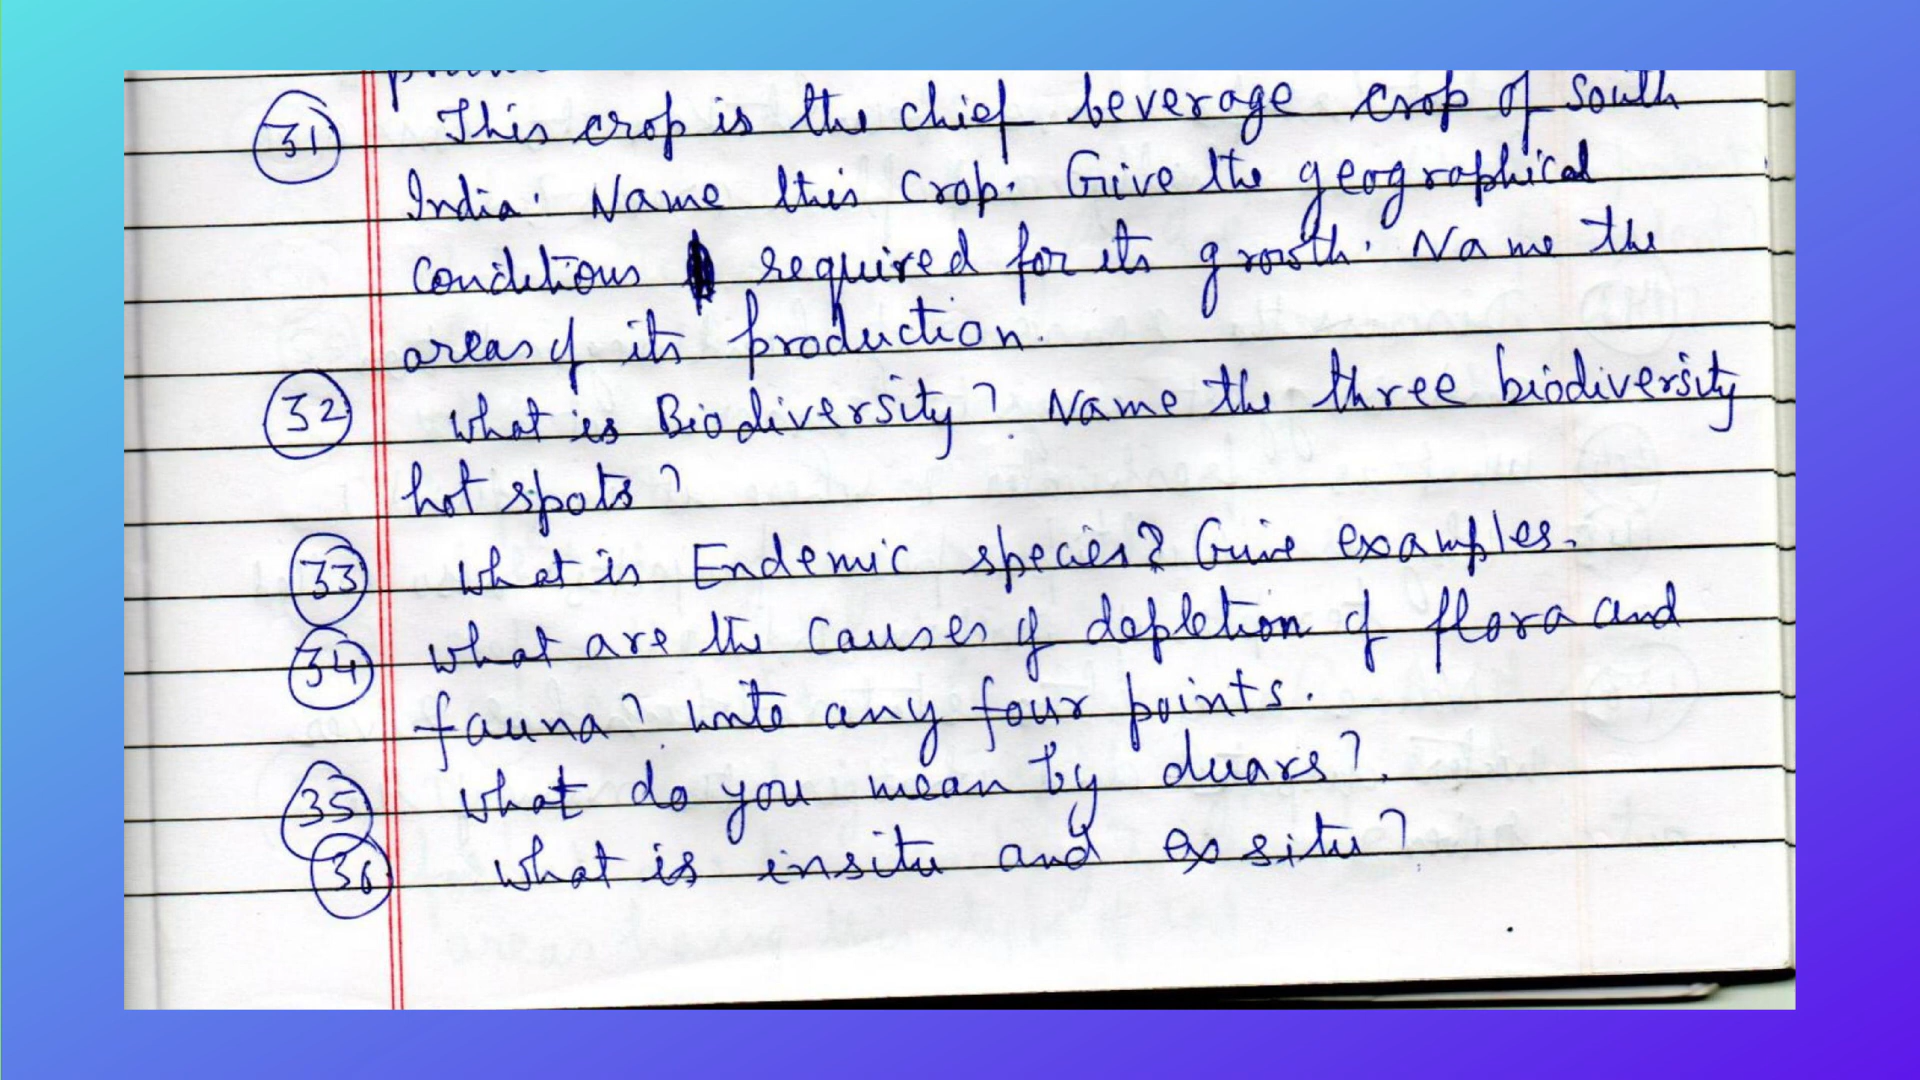 31 This crop is the chief beverage crop of South
India. Name this Crop. Give the geographical
Conditions required for its growth. Name the
areas of its production.
32 What is Biodiversity? Name the three biodiversity
hot spots?
33 What is Endemic species? Give examples.
34 What are the Causes of depletion of flora and
fauna? Write any four points.
35 What do you mean by duars?
36 What is insitu and ex situ?